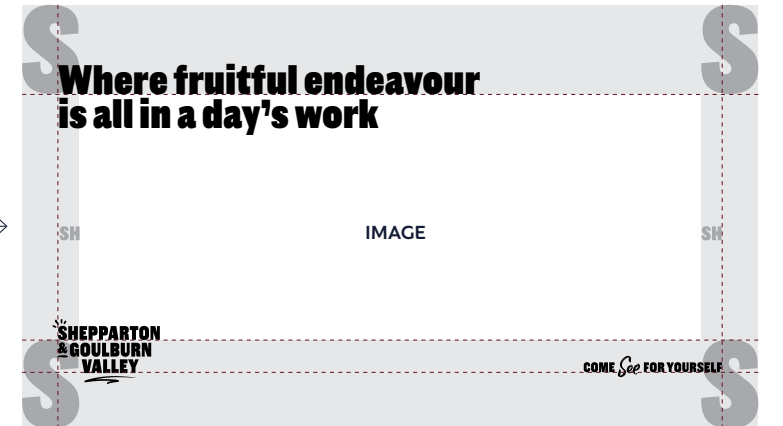 S S
Where fruitful endeavour
is all in a day's work
SH IMAGE SH
SHEPPARTON
& GOULBURN
VALLEY
COME See FOR YOURSELF
S S